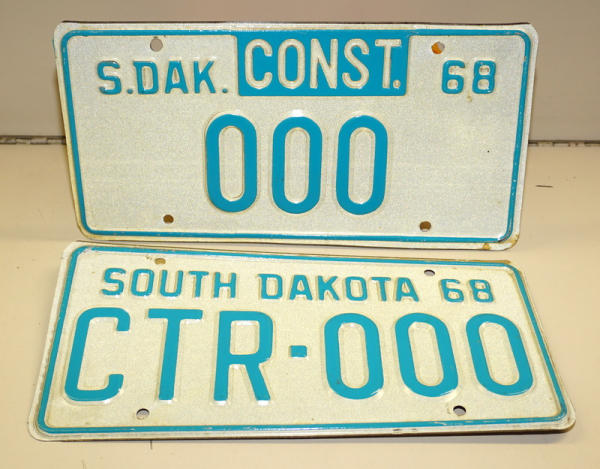 S.DAK. CONST. 68
000
SOUTH DAKOTA 68
CTR-000